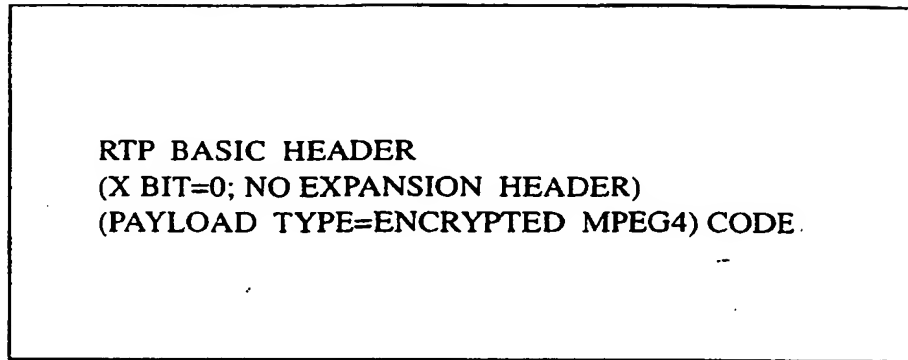 RTP BASIC HEADER
(X BIT=0; NO EXPANSION HEADER)
(PAYLOAD TYPE=ENCRYPTED MPEG4) CODE